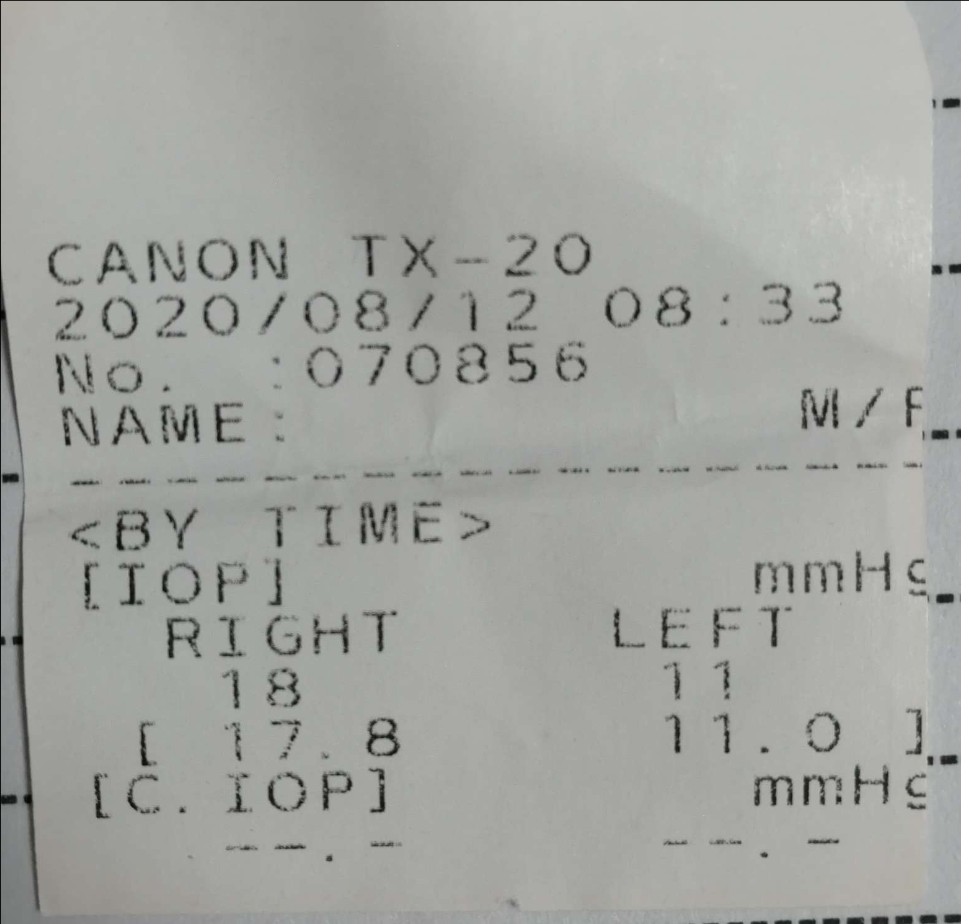 CANON TX-20
2020/08/12 08:33
No. :070856
NAME: M/F
<BY TIME>
[IOP] mmHg
RIGHT LEFT
18 11
[ 17.8 11.0 ]
[C.IOP] mmHg
--.- --.-